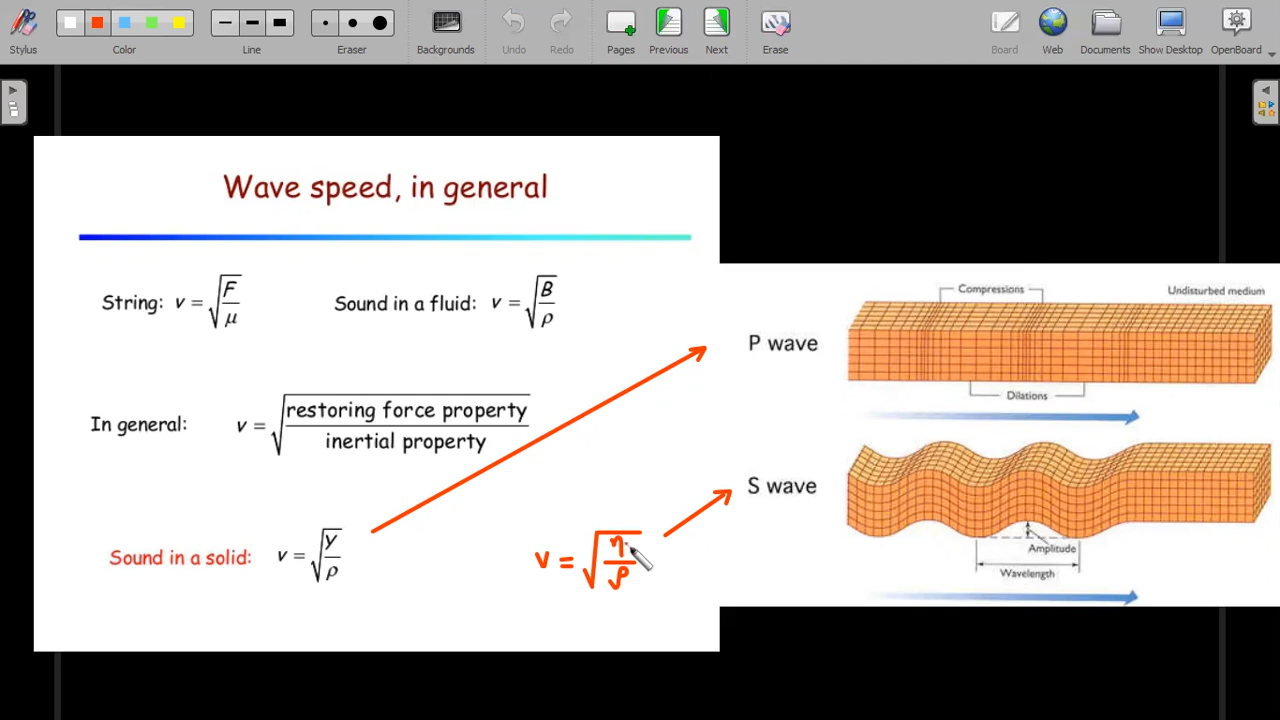 Stylus Color Line Eraser Backgrounds Undo Redo Pages Previous Next Erase Board Web Documents Show Desktop OpenBoard
Wave speed, in general
String: v = √(F/μ) Sound in a fluid: v = √(B/ρ)
In general: v = √(restoring force property/inertial property)
Sound in a solid: v = √(Y/ρ)
v = √(η/ρ)
Compressions
Undisturbed medium
P wave
Dilations
S wave
Amplitude
Wavelength